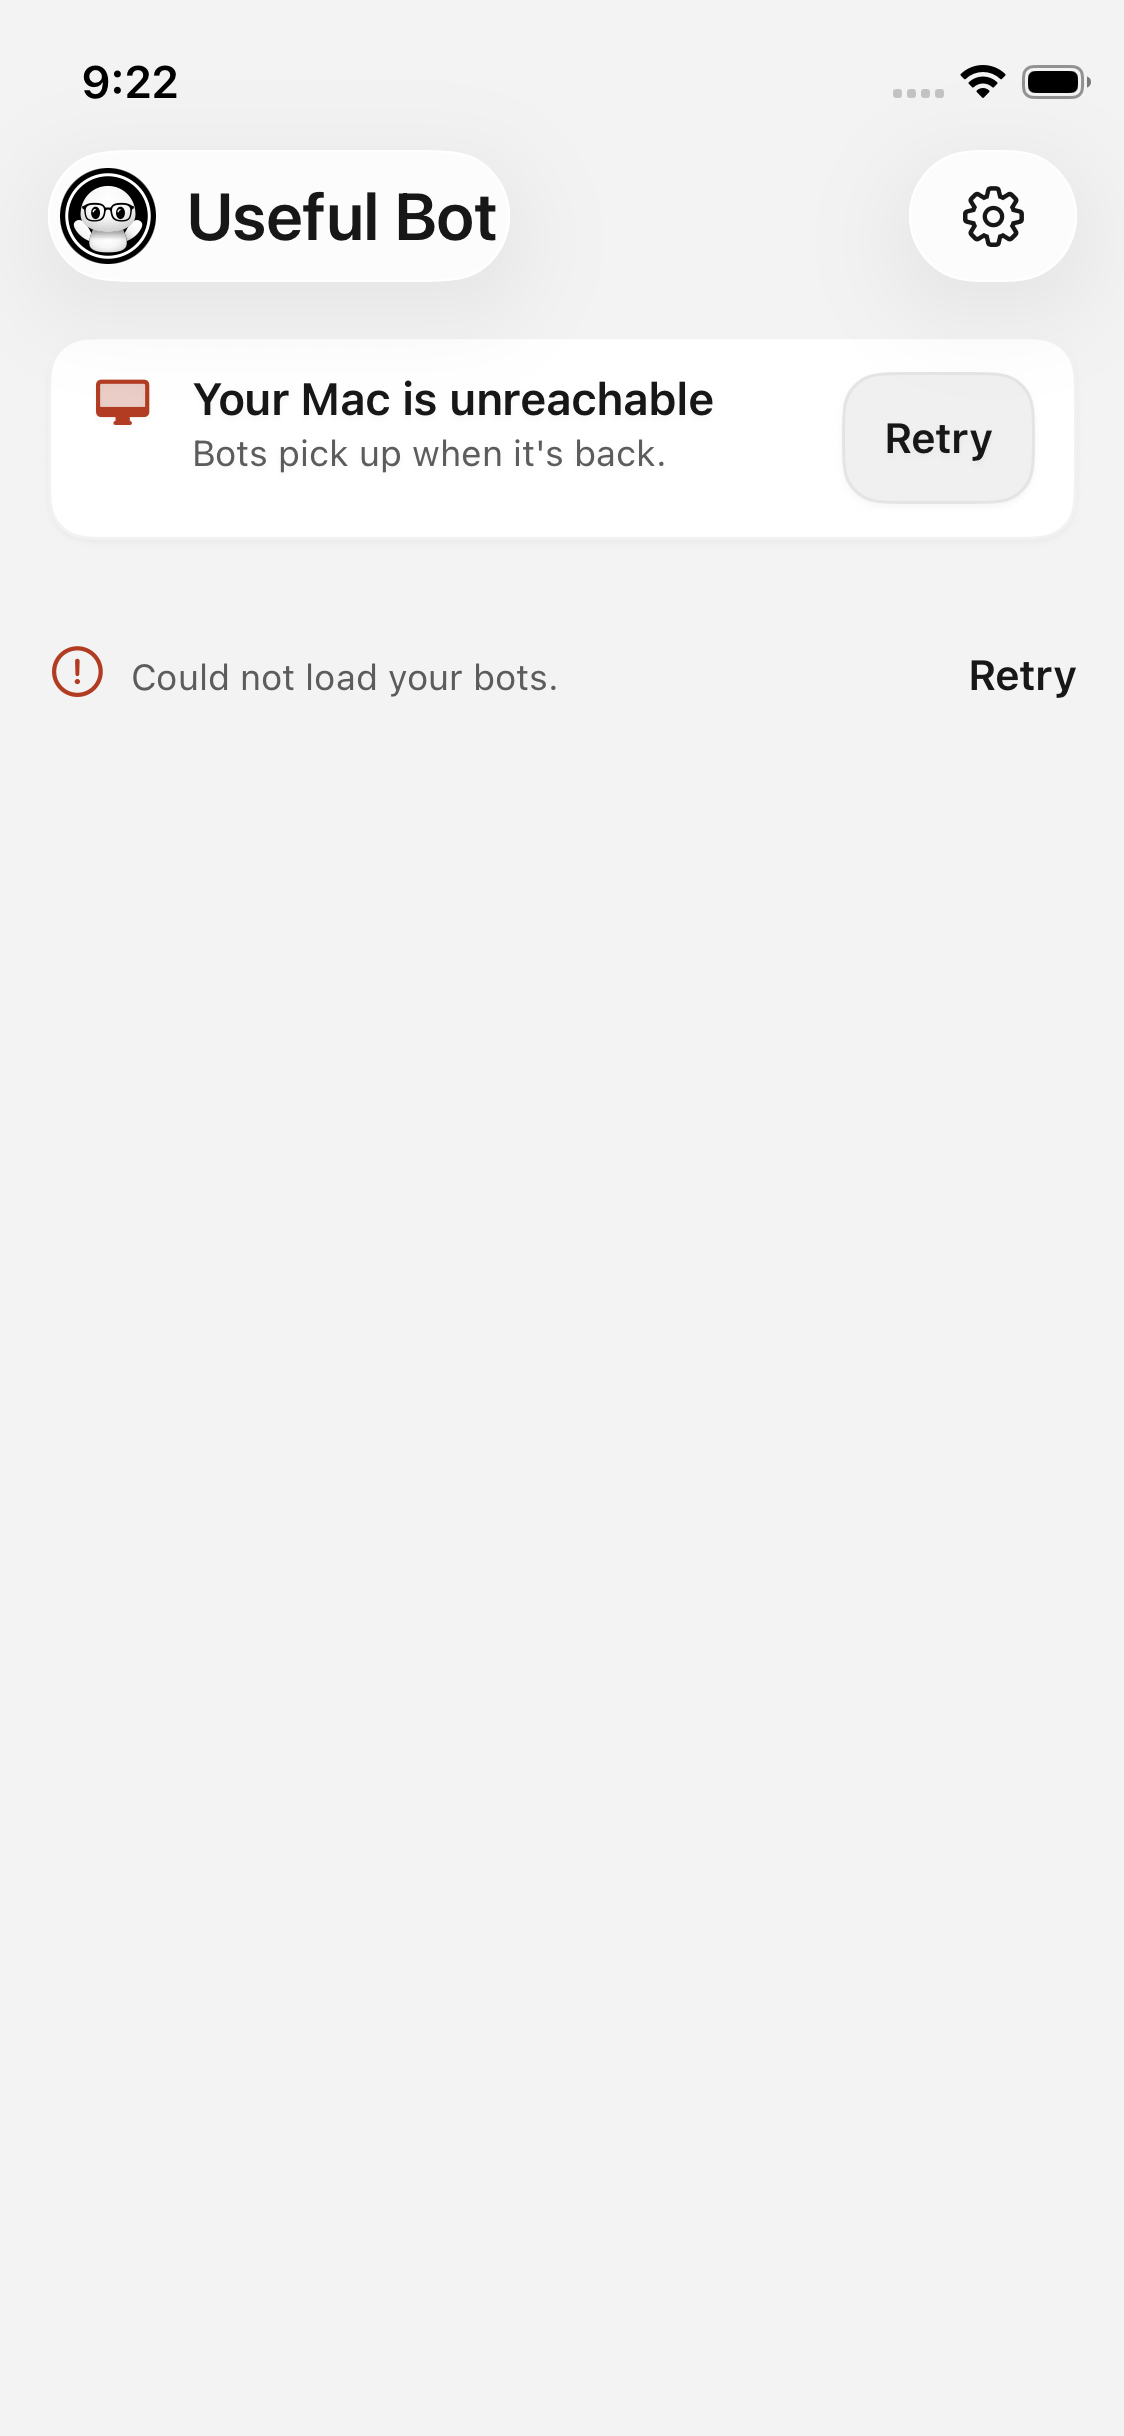 9:22
Useful Bot
Your Mac is unreachable
Bots pick up when it's back.
Retry
Could not load your bots.
Retry